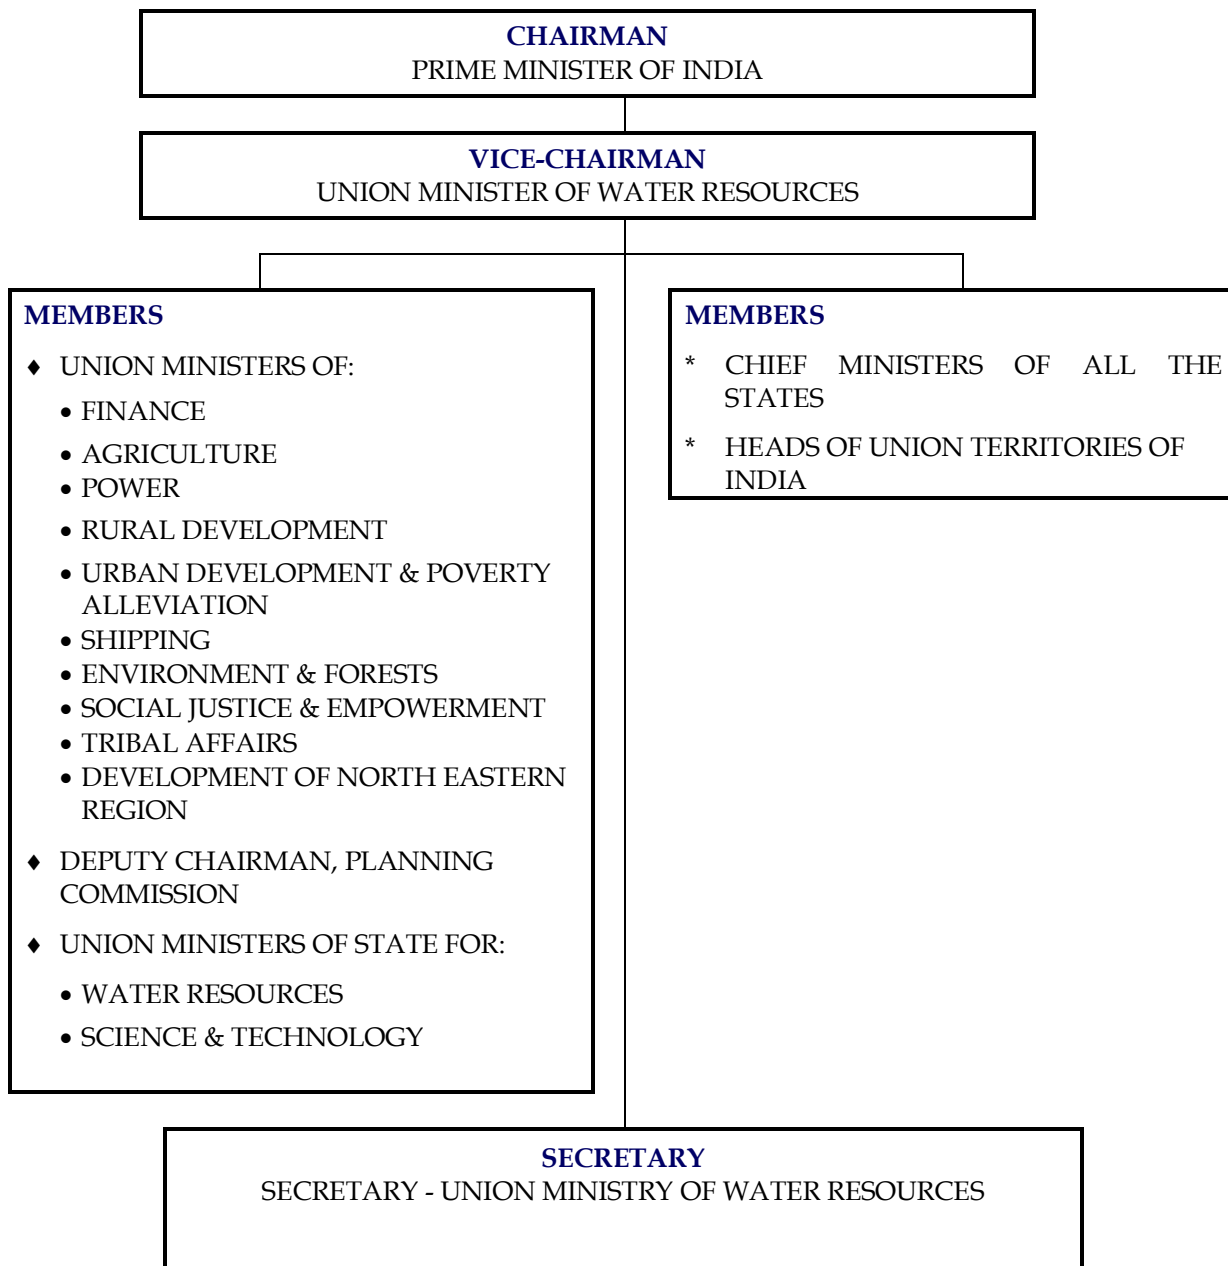 CHAIRMAN
PRIME MINISTER OF INDIA
VICE-CHAIRMAN
UNION MINISTER OF WATER RESOURCES
MEMBERS
♦ UNION MINISTERS OF:
• FINANCE
• AGRICULTURE
• POWER
• RURAL DEVELOPMENT
• URBAN DEVELOPMENT & POVERTY
ALLEVIATION
• SHIPPING
• ENVIRONMENT & FORESTS
• SOCIAL JUSTICE & EMPOWERMENT
• TRIBAL AFFAIRS
• DEVELOPMENT OF NORTH EASTERN
REGION
♦ DEPUTY CHAIRMAN, PLANNING
COMMISSION
♦ UNION MINISTERS OF STATE FOR:
• WATER RESOURCES
• SCIENCE & TECHNOLOGY
MEMBERS
* CHIEF MINISTERS OF ALL THE
STATES
* HEADS OF UNION TERRITORIES OF
INDIA
SECRETARY
SECRETARY - UNION MINISTRY OF WATER RESOURCES